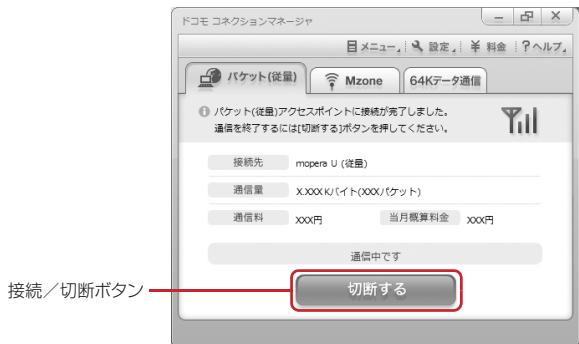 ドコモ コネクションマネージャ
メニュー 設定 料金 ?ヘルプ
パケット(従量) Mzone 64Kデータ通信
パケット(従量)アクセスポイントに接続が完了しました。
通信を終了するには[切断する]ボタンを押してください。
接続先 mopera U (従量)
通信量 X.XXX Kバイト(XXXパケット)
通信料 XXX円 当月概算料金 XXX円
通信中です
切断する
接続／切断ボタン